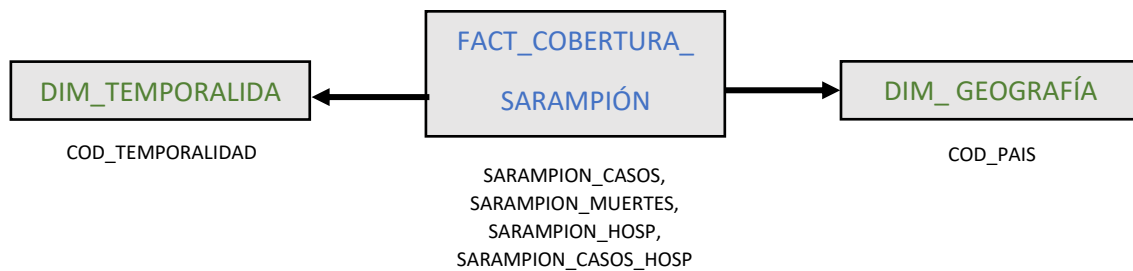 FACT_COBERTURA_
SARAMPIÓN
DIM_TEMPORALIDA
DIM_ GEOGRAFÍA
COD_TEMPORALIDAD
COD_PAIS
SARAMPION_CASOS,
SARAMPION_MUERTES,
SARAMPION_HOSP,
SARAMPION_CASOS_HOSP